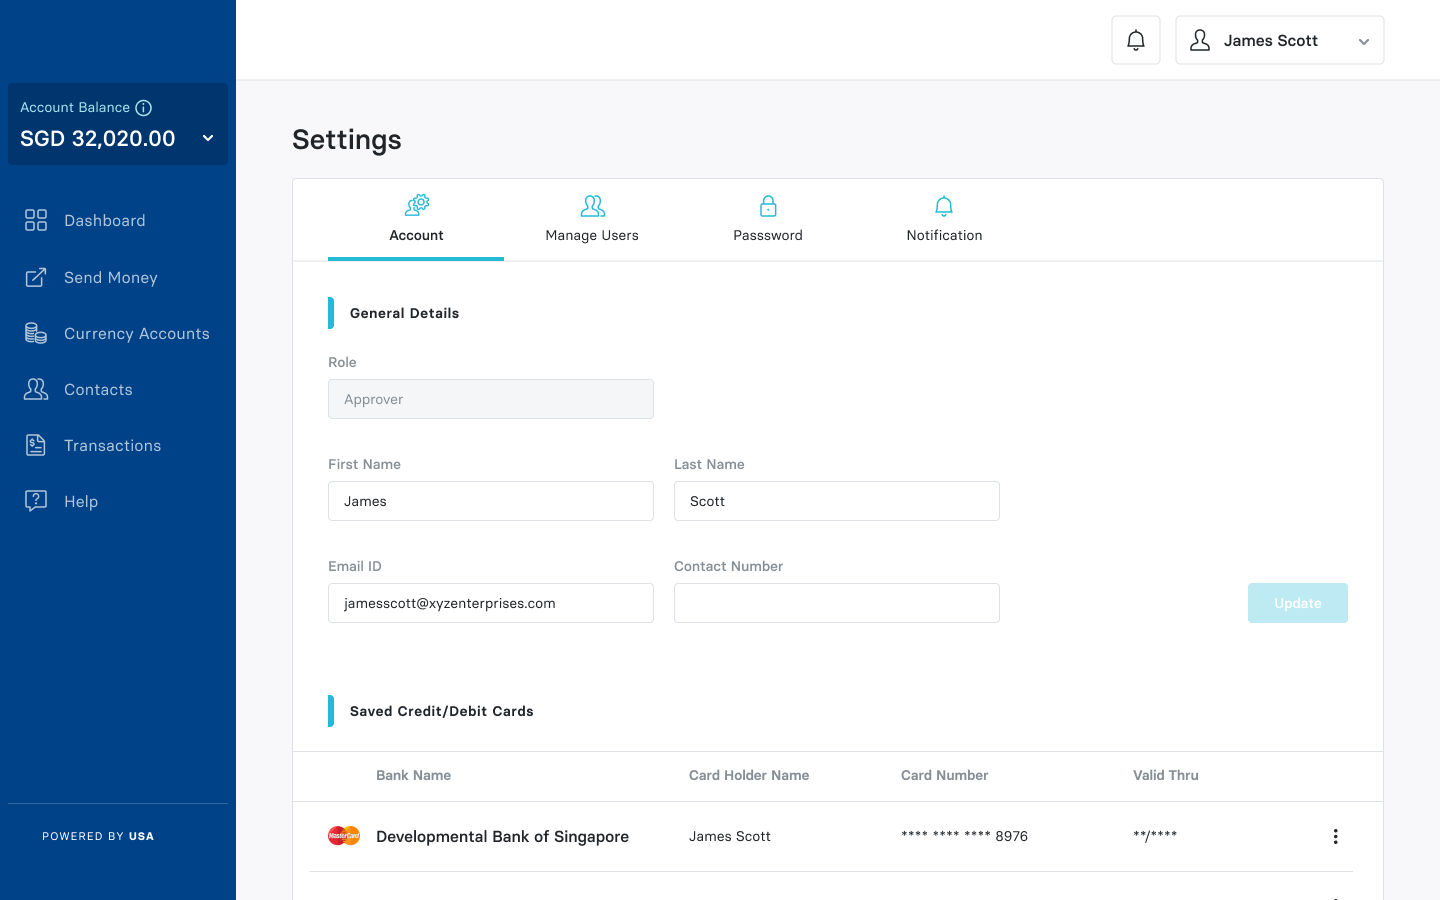 James Scott
Account Balance
SGD 32,020.00
Dashboard
Send Money
Currency Accounts
Contacts
Transactions
Help
POWERED BY USA
Settings
Account
Manage Users
Passsword
Notification
General Details
Role
Approver
First Name
Last Name
James
Scott
Email ID
Contact Number
jamesscott@xyzenterprises.com
Update
Saved Credit/Debit Cards
Bank Name
Card Holder Name
Card Number
Valid Thru
MasterCard
Developmental Bank of Singapore
James Scott
**** **** **** 8976
**/****